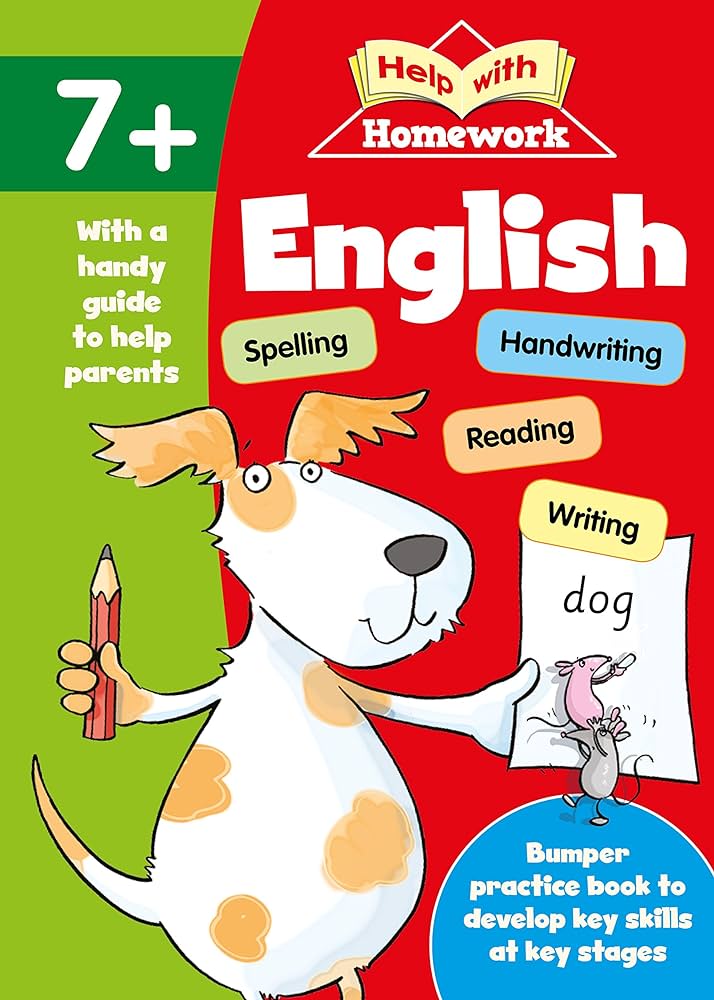 7+
Help with
Homework
With a
handy
guide
to help
parents
English
Spelling
Handwriting
Reading
Writing
dog
Bumper
practice book to
develop key skills
at key stages